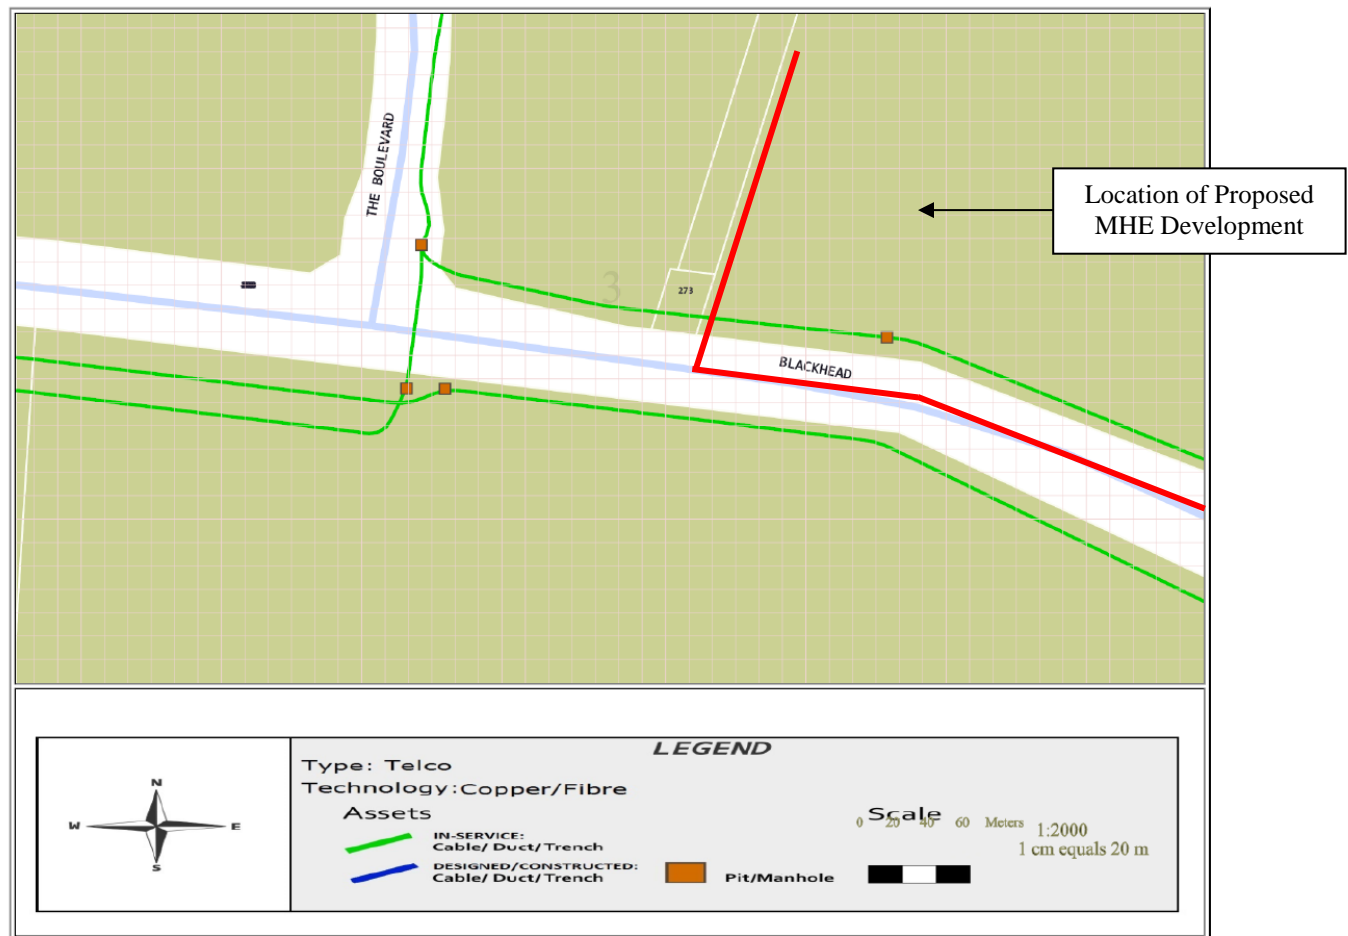 THE BOULEVARD
Location of Proposed
MHE Development
3
273
BLACKHEAD
LEGEND
Type: Telco
Technology:Copper/Fibre
Assets
Scale
0 20 40 60 Meters
1:2000
1 cm equals 20 m
IN-SERVICE:
Cable/ Duct/Trench
DESIGNED/CONSTRUCTED:
Cable/ Duct/Trench
Pit/Manhole
N
W
E
S